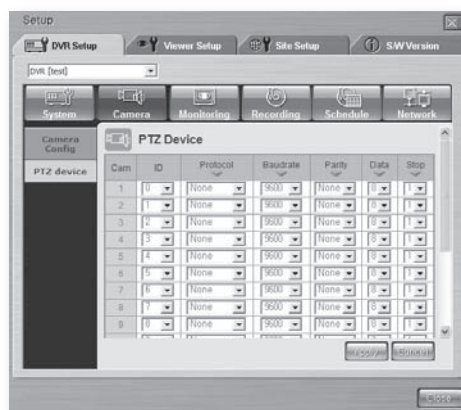 Setup
DVR Setup Viewer Setup Site Setup S/W Version
DVR [test]
System Camera Monitoring Recording Schedule Network
Camera Config
PTZ device
PTZ Device
Cam ID Protocol Baudrate Parity Data Stop
1 0 None 9600 None 8 1
2 1 None 9600 None 8 1
3 2 None 9600 None 8 1
4 3 None 9600 None 8 1
5 4 None 9600 None 8 1
6 5 None 9600 None 8 1
7 6 None 9600 None 8 1
8 7 None 9600 None 8 1
9 8 None 9600 None 8 1
Apply Cancel
Close